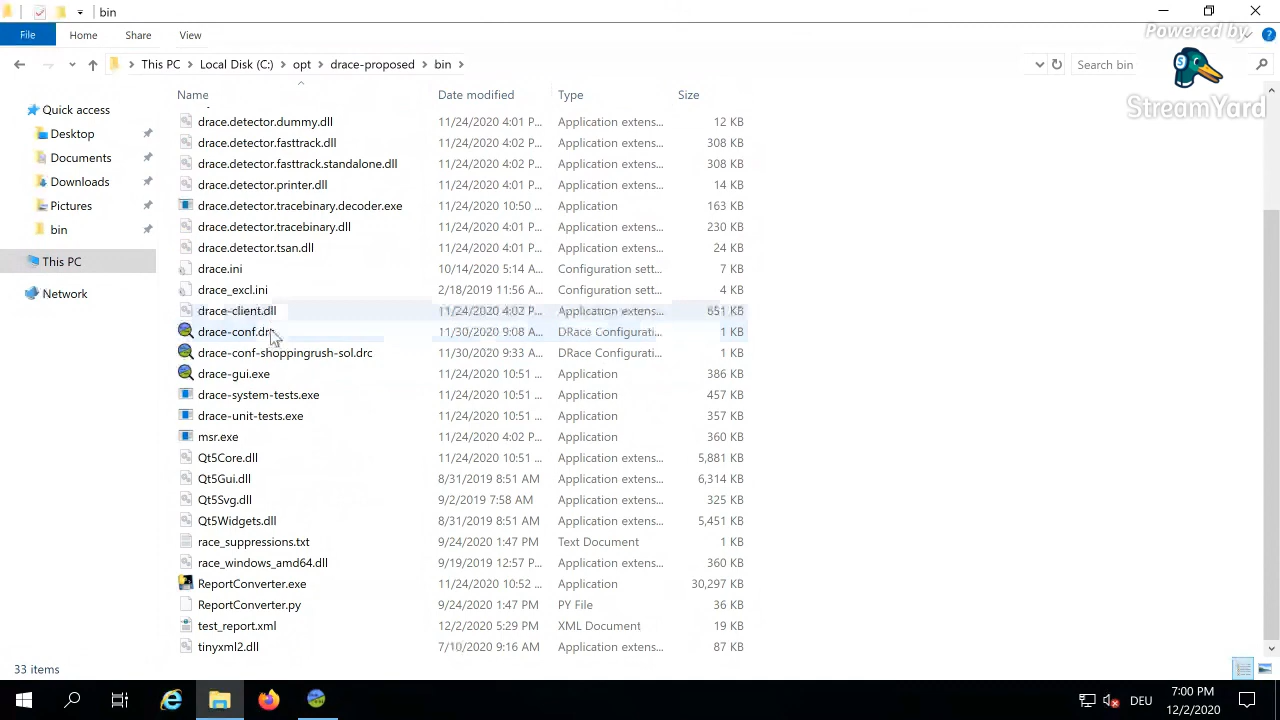 bin
File Home Share View
Powered by
This PC Local Disk (C:) opt drace-proposed bin Search bin
StreamYard
Name Date modified Type Size
Quick access
Desktop
Documents
Downloads
Pictures
bin
This PC
Network
drace.detector.dummy.dll 11/24/2020 4:01 P... Application extens... 12 KB
drace.detector.fasttrack.dll 11/24/2020 4:02 P... Application extens... 308 KB
drace.detector.fasttrack.standalone.dll 11/24/2020 4:02 P... Application extens... 308 KB
drace.detector.printer.dll 11/24/2020 4:01 P... Application extens... 14 KB
drace.detector.tracebinary.decoder.exe 11/24/2020 10:50 ... Application 163 KB
drace.detector.tracebinary.dll 11/24/2020 4:01 P... Application extens... 230 KB
drace.detector.tsan.dll 11/24/2020 4:01 P... Application extens... 24 KB
drace.ini 10/14/2020 5:14 A... Configuration sett... 7 KB
drace_excl.ini 2/18/2019 11:56 A... Configuration sett... 4 KB
drace-client.dll 11/24/2020 4:02 P... Application extens... 651 KB
drace-conf.drc 11/30/2020 9:08 A... DRace Configurati... 1 KB
drace-conf-shoppingrush-sol.drc 11/30/2020 9:33 A... DRace Configurati... 1 KB
drace-gui.exe 11/24/2020 10:51 ... Application 386 KB
drace-system-tests.exe 11/24/2020 10:51 ... Application 457 KB
drace-unit-tests.exe 11/24/2020 10:51 ... Application 357 KB
msr.exe 11/24/2020 4:02 P... Application 360 KB
Qt5Core.dll 11/24/2020 10:51 ... Application extens... 5,881 KB
Qt5Gui.dll 8/31/2019 8:51 AM Application extens... 6,314 KB
Qt5Svg.dll 9/2/2019 7:58 AM Application extens... 325 KB
Qt5Widgets.dll 8/31/2019 8:51 AM Application extens... 5,451 KB
race_suppressions.txt 9/24/2020 1:47 PM Text Document 1 KB
race_windows_amd64.dll 9/19/2019 12:57 P... Application extens... 360 KB
ReportConverter.exe 11/24/2020 10:52 ... Application 30,297 KB
ReportConverter.py 9/24/2020 1:47 PM PY File 36 KB
test_report.xml 12/2/2020 5:29 PM XML Document 19 KB
tinyxml2.dll 7/10/2020 9:16 AM Application extens... 87 KB
33 items
DEU
7:00 PM
12/2/2020